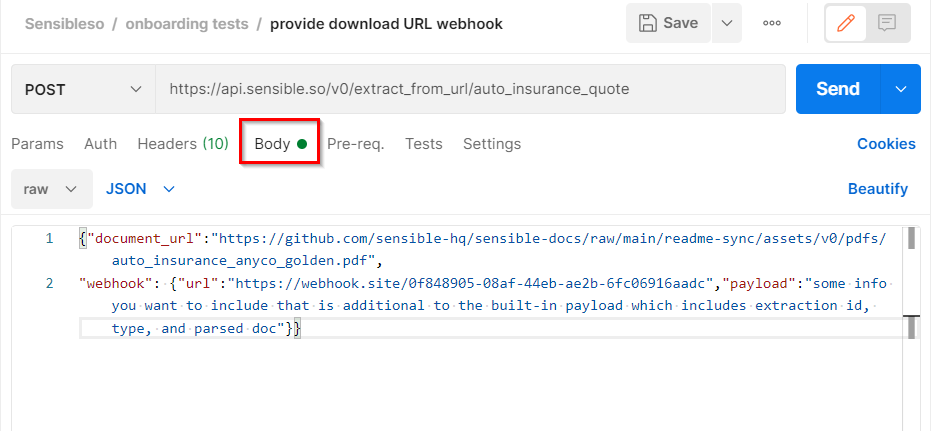 Sensibleso / onboarding tests / provide download URL webhook
Save
POST
https://api.sensible.so/v0/extract_from_url/auto_insurance_quote
Send
Params Auth Headers (10) Body Pre-req. Tests Settings Cookies
raw JSON Beautify
1 {"document_url":"https://github.com/sensible-hq/sensible-docs/raw/main/readme-sync/assets/v0/pdfs/
auto_insurance_anyco_golden.pdf",
2 "webhook": {"url":"https://webhook.site/0f848905-08af-44eb-ae2b-6fc06916aadc","payload":"some info
you want to include that is additional to the built-in payload which includes extraction id,
type, and parsed doc"}}